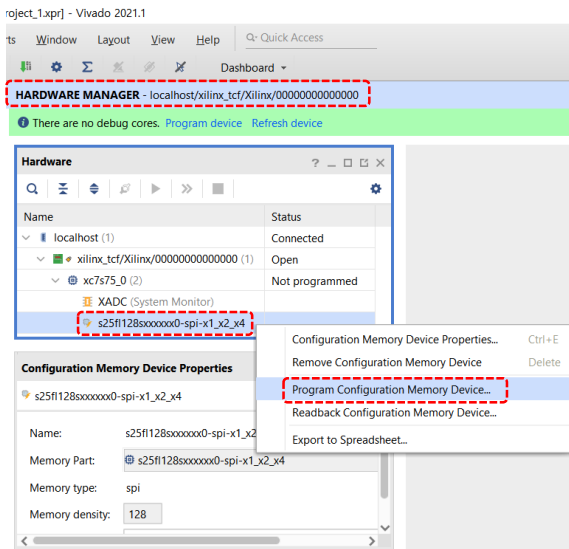 roject_1.xpr] - Vivado 2021.1
rts Window Layout View Help Q- Quick Access
Dashboard
HARDWARE MANAGER - localhost/xilinx_tcf/Xilinx/00000000000000
There are no debug cores. Program device Refresh device
Hardware
Name Status
localhost (1) Connected
xilinx_tcf/Xilinx/00000000000000 (1) Open
xc7s75_0 (2) Not programmed
XADC (System Monitor)
s25fl128sxxxxxx0-spi-x1_x2_x4
Configuration Memory Device Properties... Ctrl+E
Remove Configuration Memory Device Delete
Program Configuration Memory Device...
Readback Configuration Memory Device...
Export to Spreadsheet...
Configuration Memory Device Properties
s25fl128sxxxxxx0-spi-x1_x2_x4
Name: s25fl128sxxxxxx0-spi-x1_x2
Memory Part: s25fl128sxxxxxx0-spi-x1_x2_x4
Memory type: spi
Memory density: 128